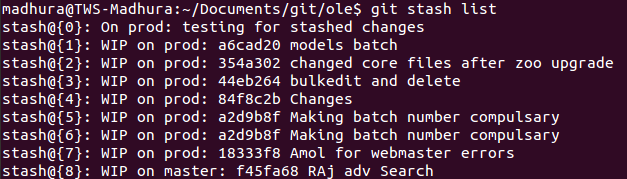 madhura@TWS-Madhura:~/Documents/git/ole$ git stash list
stash@{0}: On prod: testing for stashed changes
stash@{1}: WIP on prod: a6cad20 models batch
stash@{2}: WIP on prod: 354a302 changed core files after zoo upgrade
stash@{3}: WIP on prod: 44eb264 bulkedit and delete
stash@{4}: WIP on prod: 84f8c2b Changes
stash@{5}: WIP on prod: a2d9b8f Making batch number compulsary
stash@{6}: WIP on prod: a2d9b8f Making batch number compulsary
stash@{7}: WIP on prod: 18333f8 Amol for webmaster errors
stash@{8}: WIP on master: f45fa68 RAj adv Search